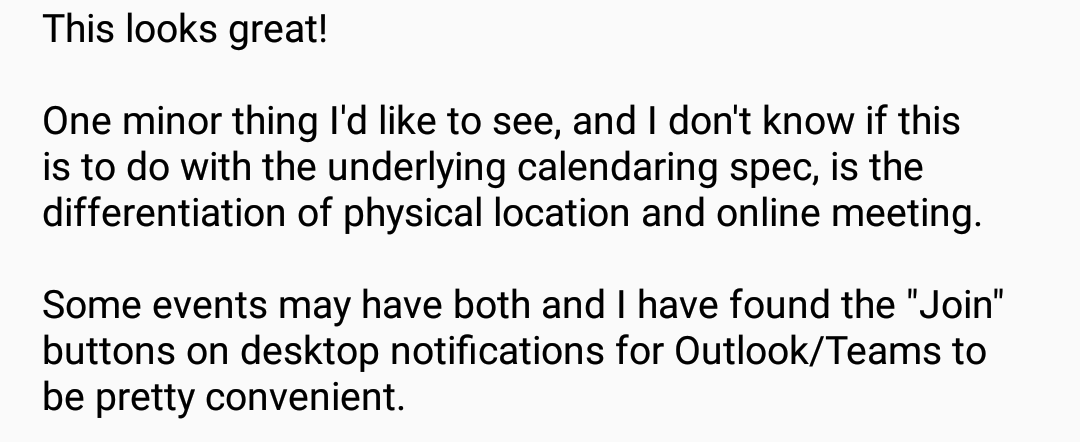 This looks great!
One minor thing I'd like to see, and I don't know if this
is to do with the underlying calendaring spec, is the
differentiation of physical location and online meeting.
Some events may have both and I have found the "Join"
buttons on desktop notifications for Outlook/Teams to
be pretty convenient.